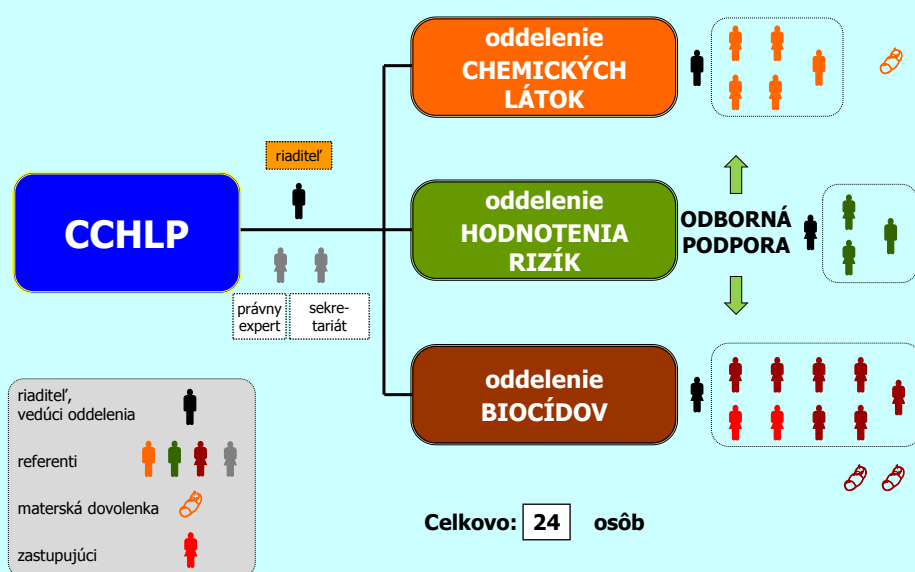 oddelenie
CHEMICKÝCH
LÁTOK
riaditeľ
CCHLP
oddelenie
HODNOTENIA
RIZÍK
ODBORNÁ
PODPORA
právny
expert
sekre-
tariát
oddelenie
BIOCÍDOV
riaditeľ,
vedúci oddelenia
referenti
materská dovolenka
zastupujúci
Celkovo: 24 osôb